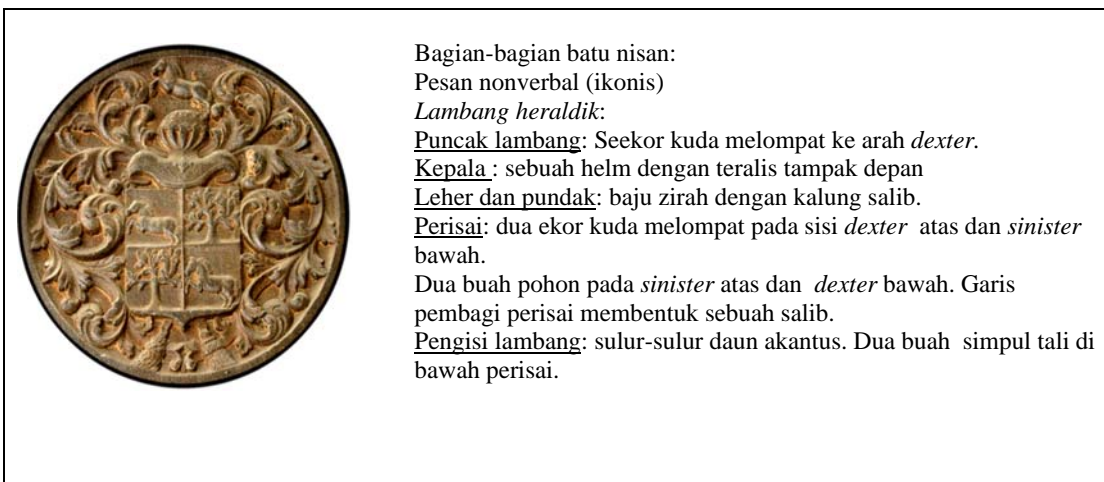 Bagian-bagian batu nisan:
Pesan nonverbal (ikonis)
Lambang heraldik:
Puncak lambang: Seekor kuda melompat ke arah dexter.
Kepala : sebuah helm dengan teralis tampak depan
Leher dan pundak: baju zirah dengan kalung salib.
Perisai: dua ekor kuda melompat pada sisi dexter atas dan sinister
bawah.
Dua buah pohon pada sinister atas dan dexter bawah. Garis
pembagi perisai membentuk sebuah salib.
Pengisi lambang: sulur-sulur daun akantus. Dua buah simpul tali di
bawah perisai.